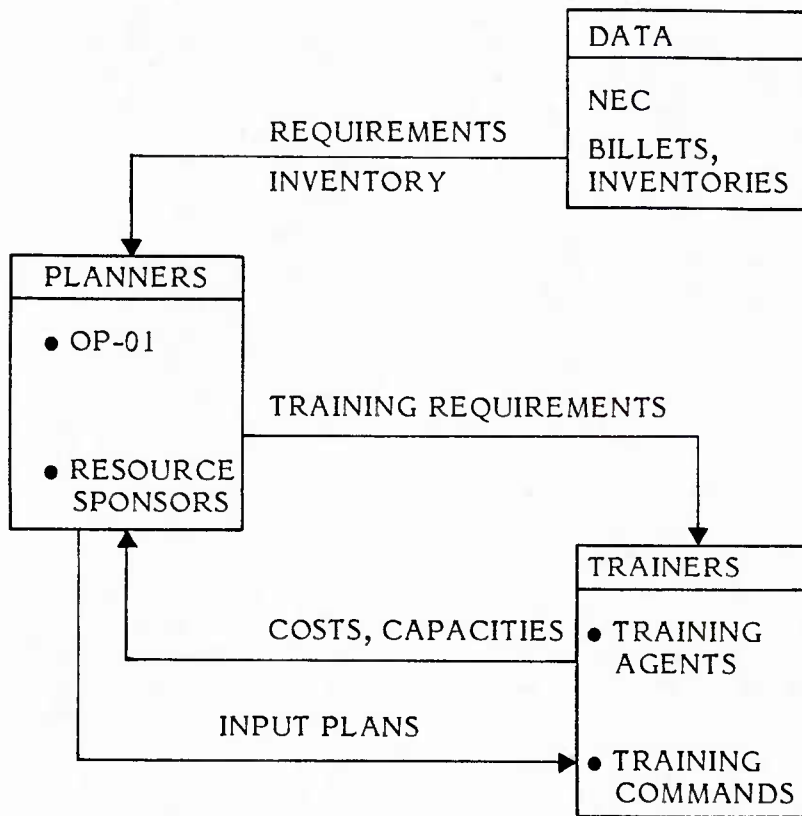 DATA
NEC
BILLETS,
INVENTORIES
REQUIREMENTS
INVENTORY
PLANNERS
● OP-01
● RESOURCE
SPONSORS
TRAINING REQUIREMENTS
TRAINERS
● TRAINING
AGENTS
COSTS, CAPACITIES
INPUT PLANS
● TRAINING
COMMANDS